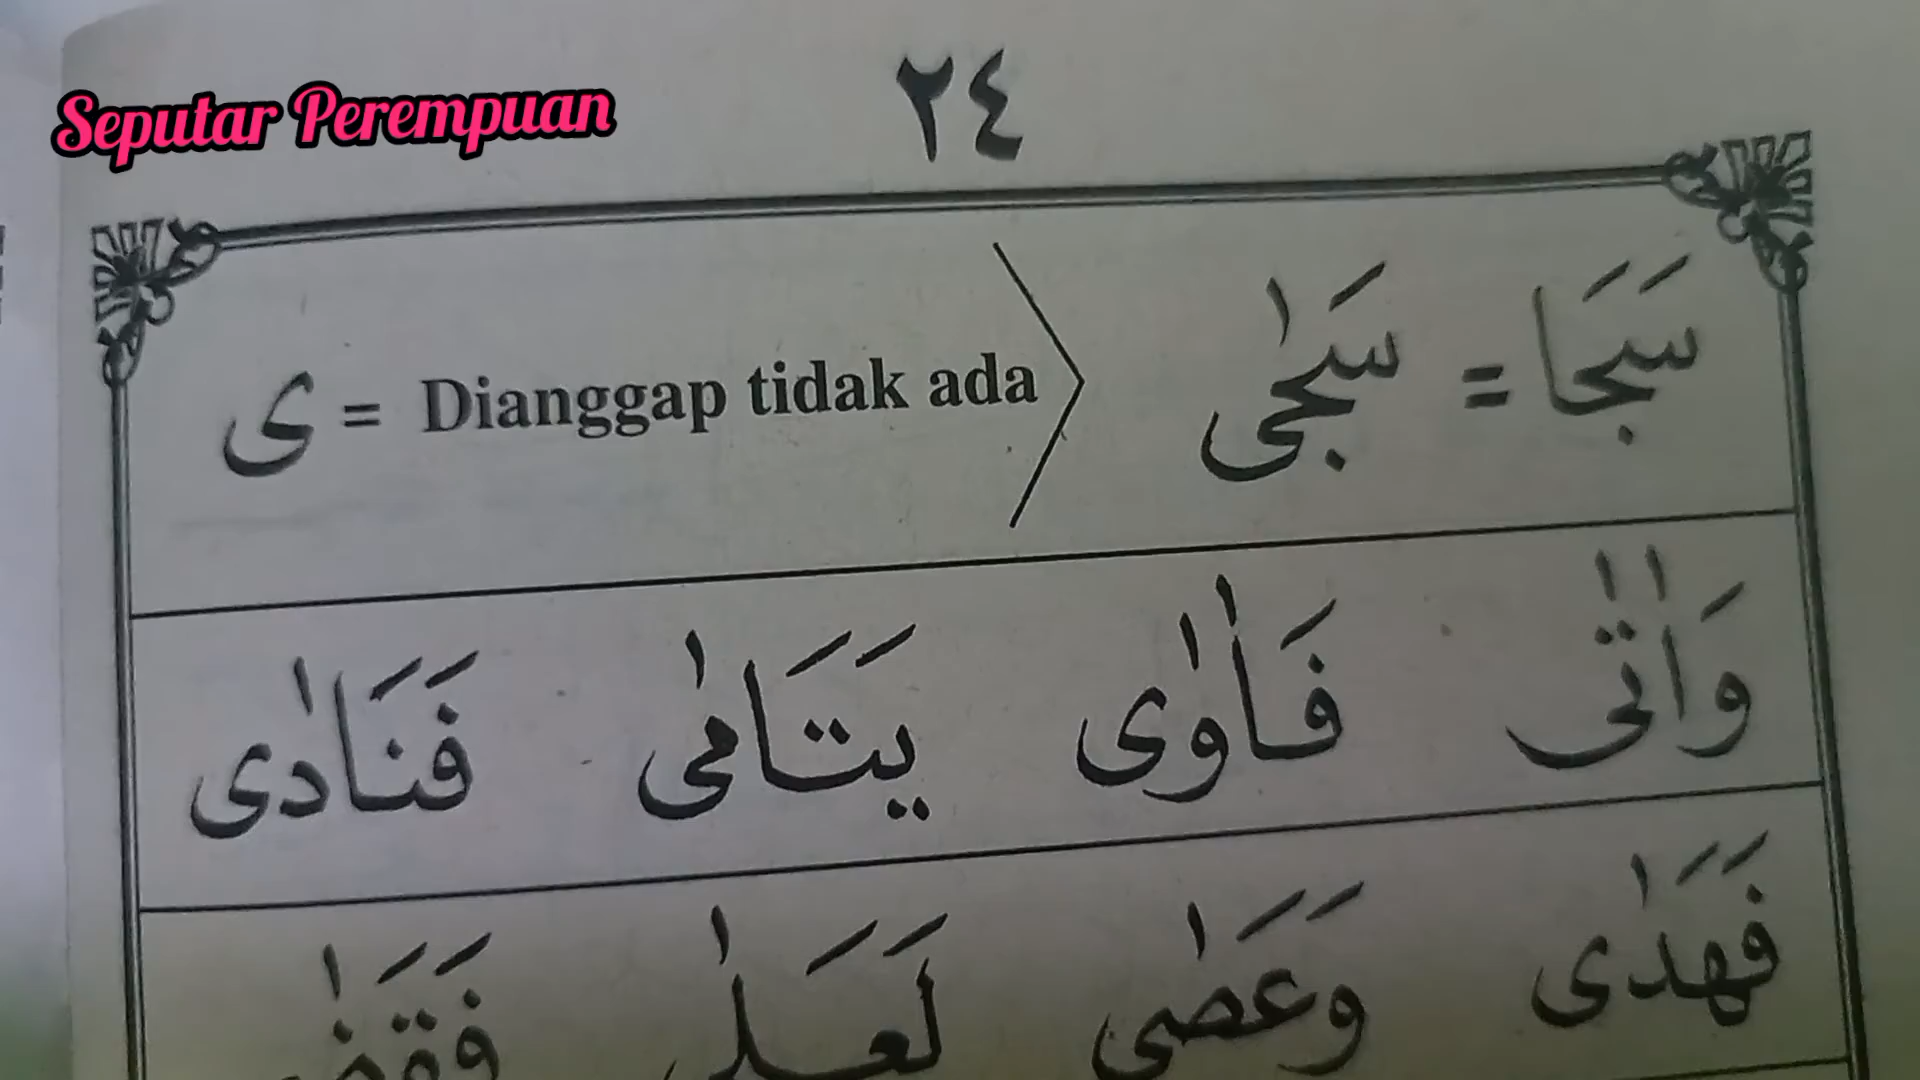 Seputar Perempuan
٢٤
سَجَا = سَجٰى
ى = Dianggap tidak ada
وَاٰتٰى فَاٰوٰى يَتَامٰى فَنَادٰى
فَهَدٰى وَعَصٰى لَعَلٰى